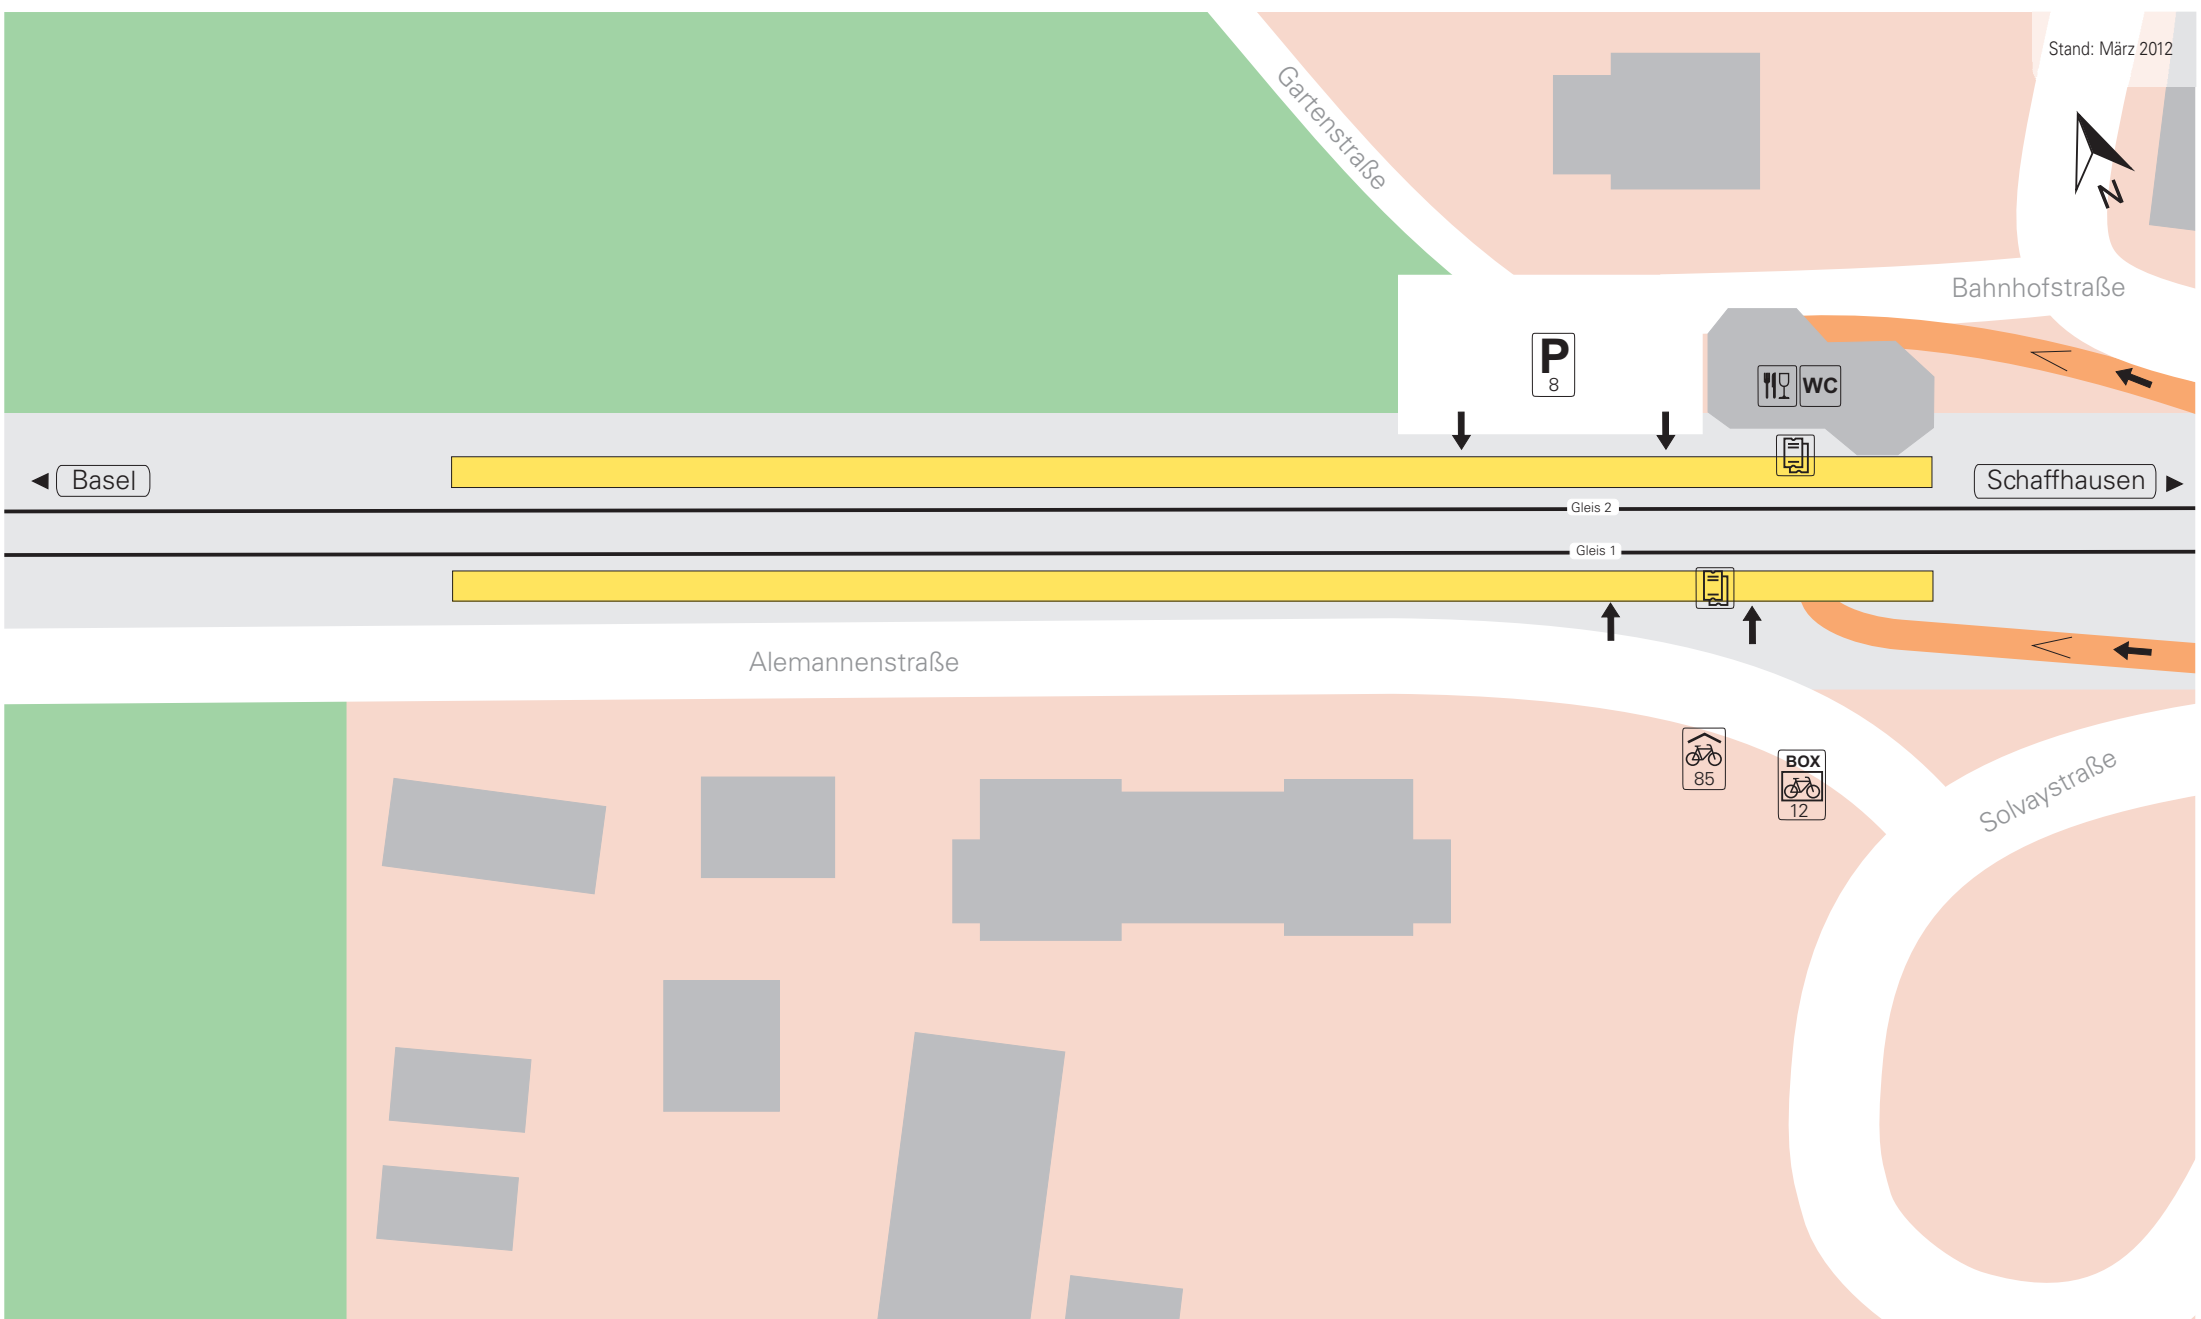 Stand: März 2012
Gartenstraße
N
Bahnhofstraße
P
8
WC
Basel
Schaffhausen
Gleis 2
Gleis 1
Alemannenstraße
85
BOX
12
Solvaystraße